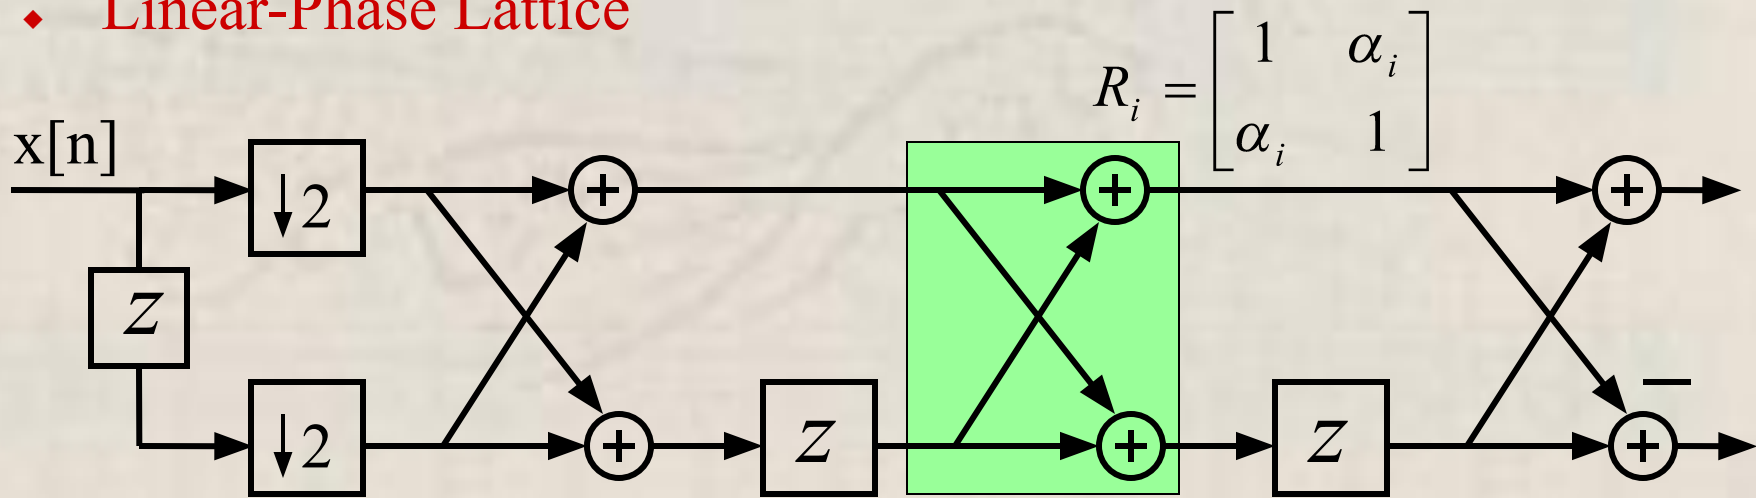 Linear-Phase Lattice
R_i = [1 α_i; α_i 1]
x[n]
↓2
+
+
+
z
↓2
+
z
+
z
−
+